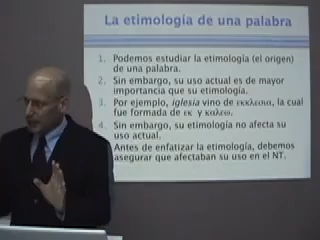 La etimología de una palabra
1. Podemos estudiar la etimología (el origen)
de una palabra.
2. Sin embargo, su uso actual es de mayor
importancia que su etimología.
3. Por ejemplo, iglesia vino de εκκλεσια, la cual
fue formada de εκ y καλεω.
4. Sin embargo, su etimología no afecta su
uso actual.
Antes de enfatizar la etimología, debemos
asegurar que afectaban su uso en el NT.